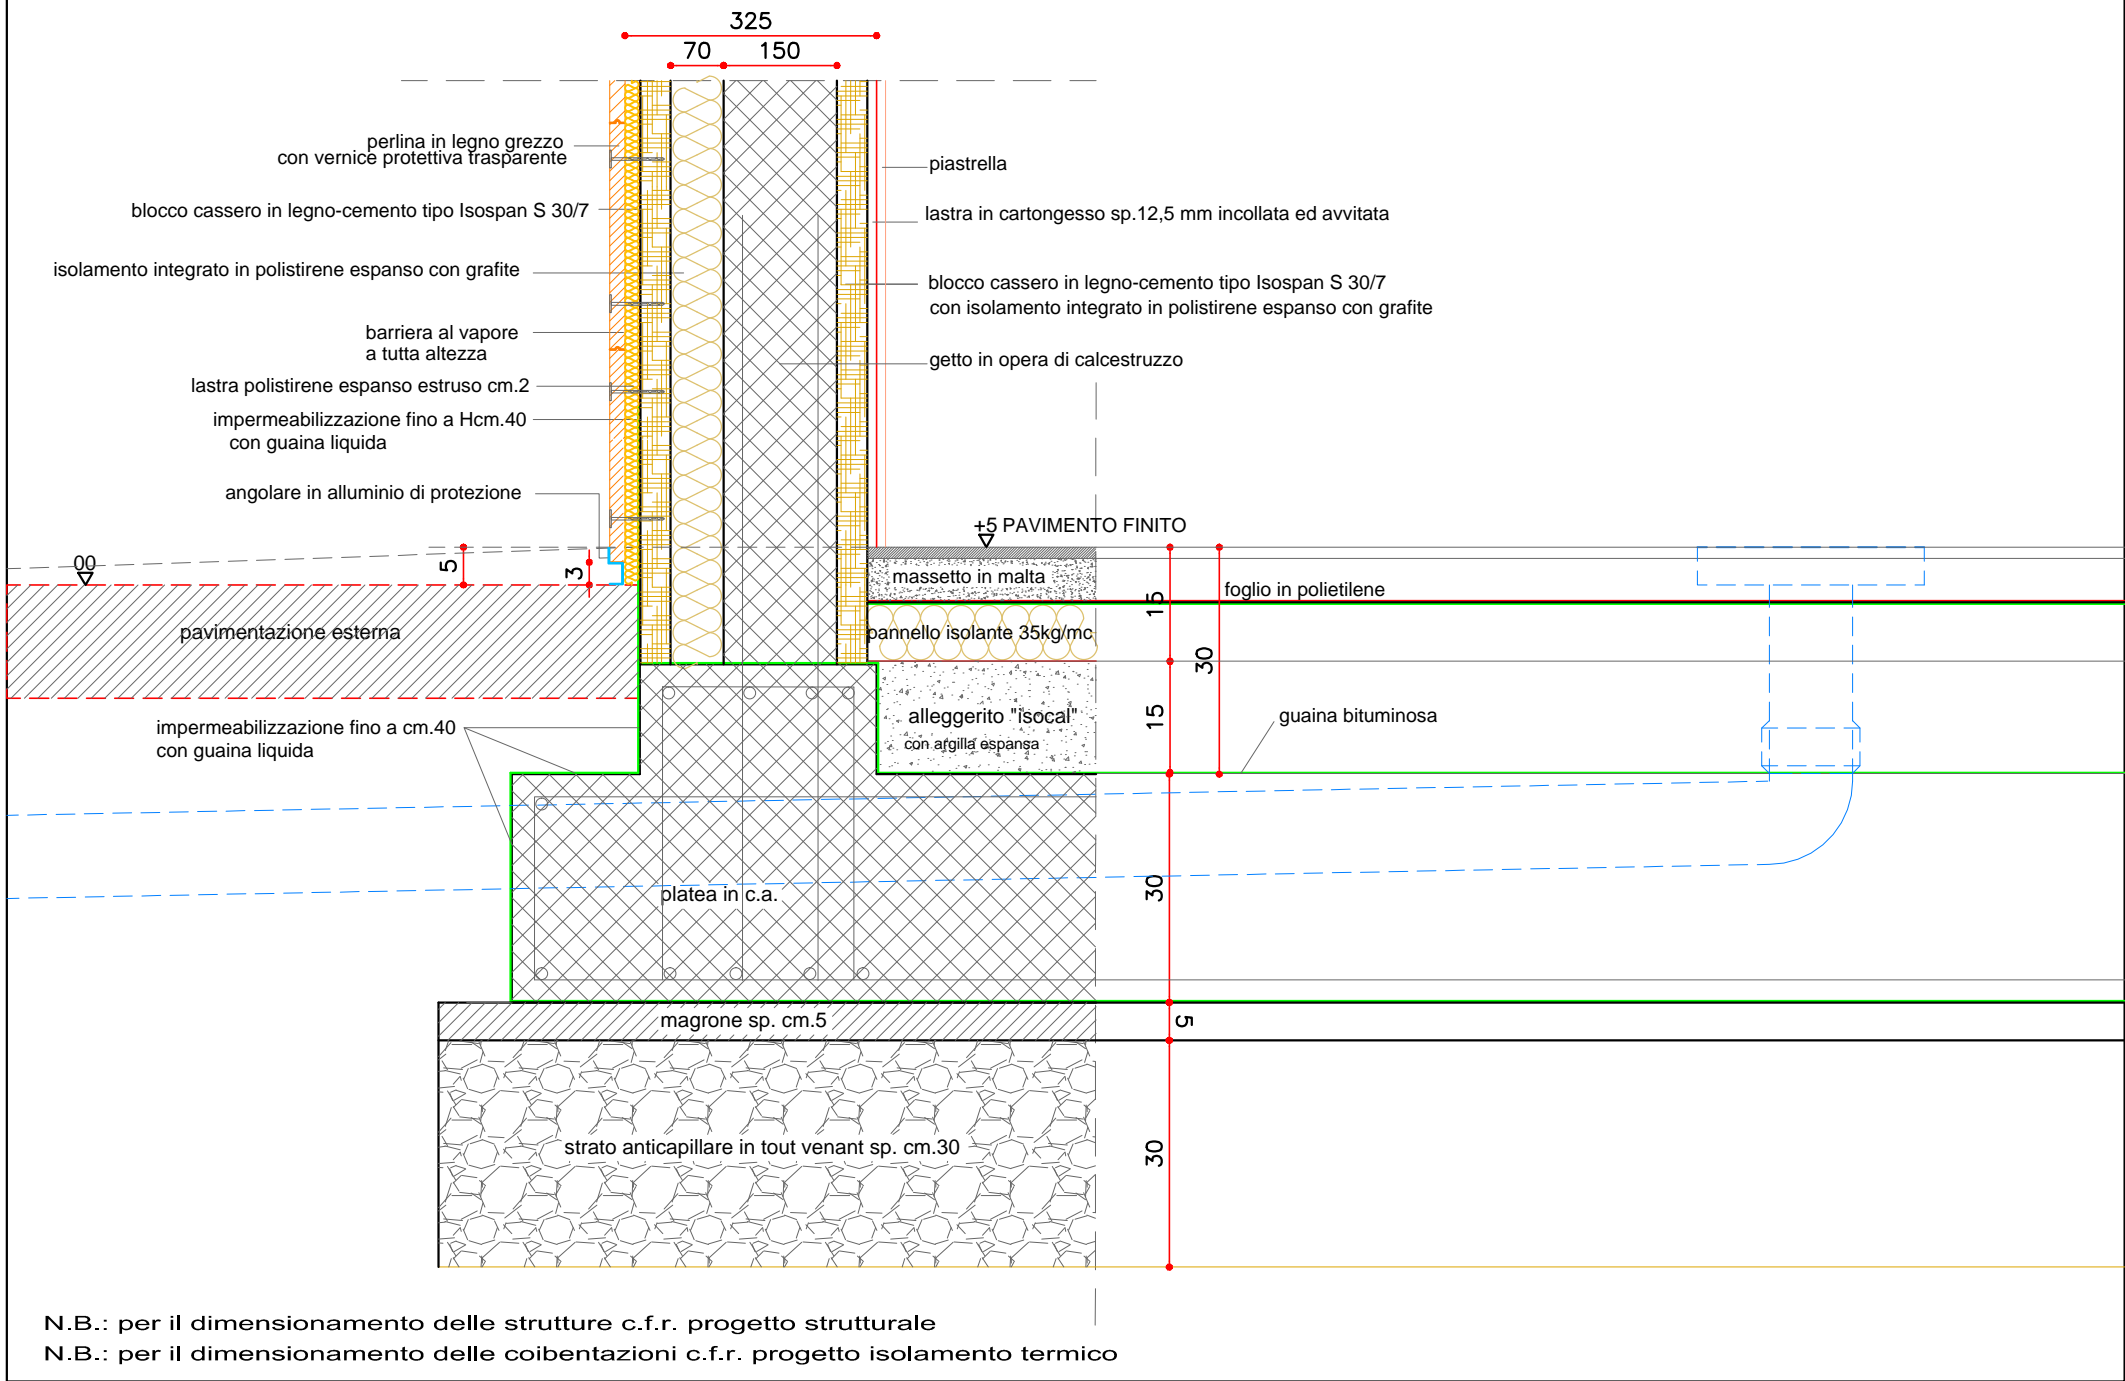 325
70
150
perlina in legno grezzo
con vernice protettiva trasparente
blocco cassero in legno-cemento tipo Isospan S 30/7
isolamento integrato in polistirene espanso con grafite
barriera al vapore
a tutta altezza
lastra polistirene espanso estruso cm.2
impermeabilizzazione fino a Hcm.40
con guaina liquida
angolare in alluminio di protezione
piastrella
lastra in cartongesso sp.12,5 mm incollata ed avvitata
blocco cassero in legno-cemento tipo Isospan S 30/7
con isolamento integrato in polistirene espanso con grafite
getto in opera di calcestruzzo
+5 PAVIMENTO FINITO
00
5
3
massetto in malta
15
foglio in polietilene
pavimentazione esterna
pannello isolante 35kg/mc
30
impermeabilizzazione fino a cm.40
con guaina liquida
alleggerito "isocal"
con argilla espansa
15
guaina bituminosa
platea in c.a.
30
magrone sp. cm.5
5
strato anticapillare in tout venant sp. cm.30
30
N.B.: per il dimensionamento delle strutture c.f.r. progetto strutturale
N.B.: per il dimensionamento delle coibentazioni c.f.r. progetto isolamento termico